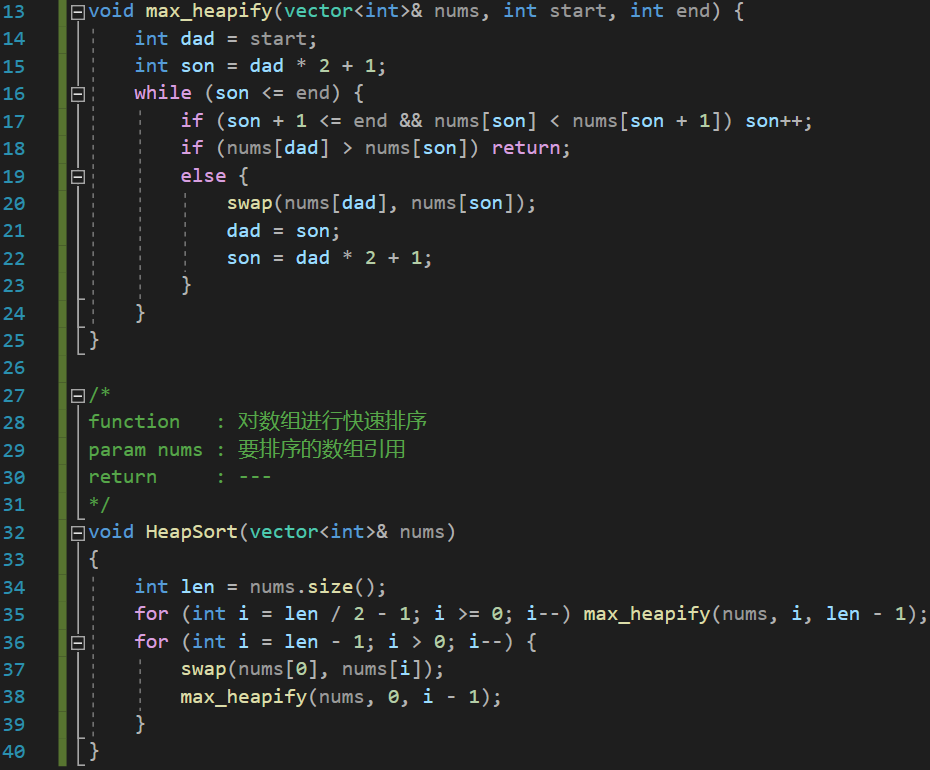 13 void max_heapify(vector<int>& nums, int start, int end) {
14     int dad = start;
15     int son = dad * 2 + 1;
16     while (son <= end) {
17         if (son + 1 <= end && nums[son] < nums[son + 1]) son++;
18         if (nums[dad] > nums[son]) return;
19         else {
20             swap(nums[dad], nums[son]);
21             dad = son;
22             son = dad * 2 + 1;
23         }
24     }
25 }
26
27 /*
28 function   : 对数组进行快速排序
29 param nums : 要排序的数组引用
30 return     : ---
31 */
32 void HeapSort(vector<int>& nums)
33 {
34     int len = nums.size();
35     for (int i = len / 2 - 1; i >= 0; i--) max_heapify(nums, i, len - 1);
36     for (int i = len - 1; i > 0; i--) {
37         swap(nums[0], nums[i]);
38         max_heapify(nums, 0, i - 1);
39     }
40 }